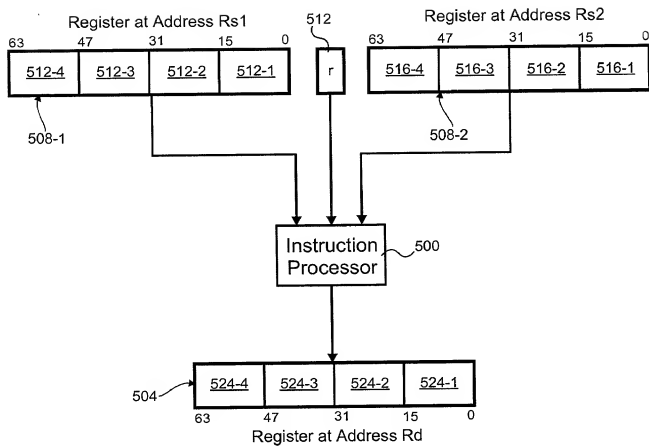 Register at Address Rs1
512
Register at Address Rs2
63 47 31 15 0
63 47 31 15 0
512-4 512-3 512-2 512-1
r
516-4 516-3 516-2 516-1
508-1
508-2
Instruction
Processor
500
504
524-4 524-3 524-2 524-1
63 47 31 15 0
Register at Address Rd